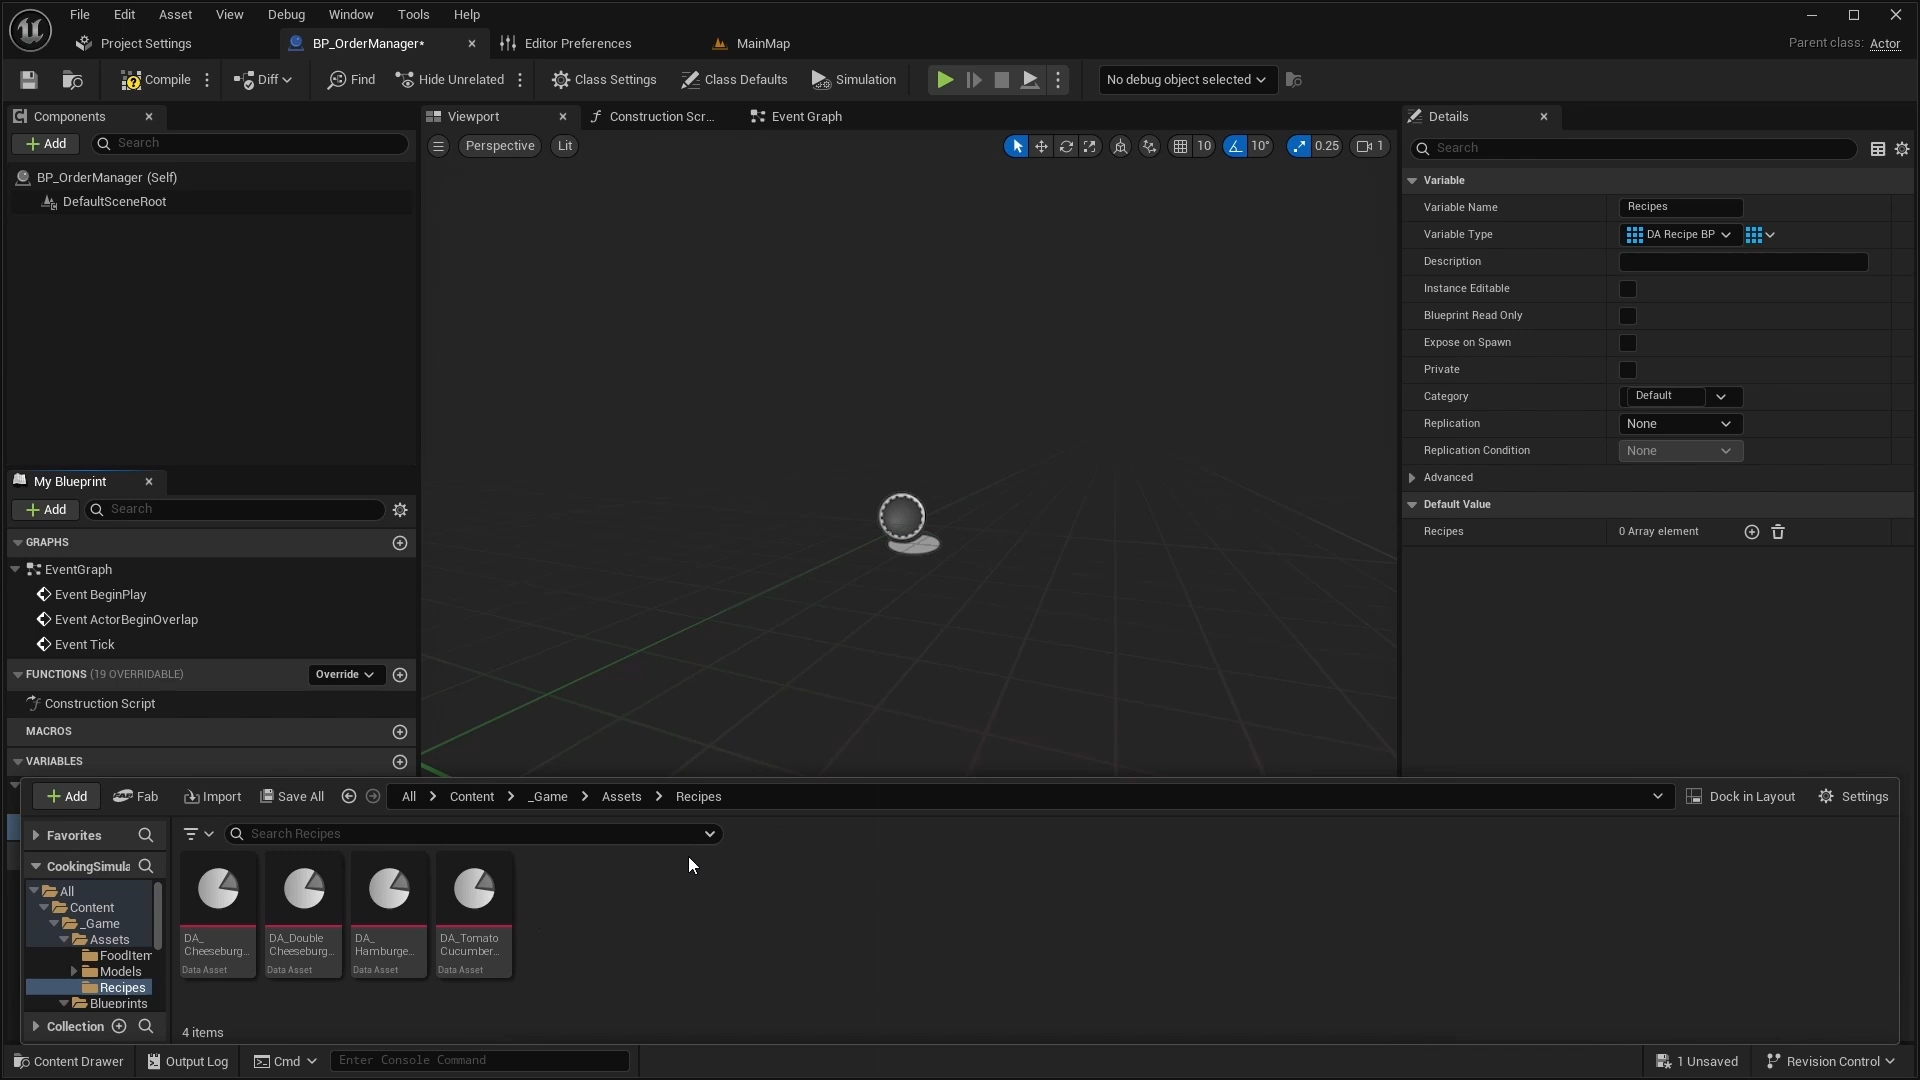 File Edit Asset View Debug Window Tools Help
Project Settings BP_OrderManager* Editor Preferences MainMap Parent class: Actor
Compile Diff Find Hide Unrelated Class Settings Class Defaults Simulation No debug object selected
Components Viewport Construction Scr... Event Graph Details
Add Search Perspective Lit 10 10° 0.25 1 Search
BP_OrderManager (Self)
DefaultSceneRoot
Variable
Variable Name Recipes
Variable Type DA Recipe BP
Description
Instance Editable
Blueprint Read Only
Expose on Spawn
Private
Category Default
Replication None
Replication Condition None
Advanced
Default Value
Recipes 0 Array element
My Blueprint
Add Search
GRAPHS
EventGraph
Event BeginPlay
Event ActorBeginOverlap
Event Tick
FUNCTIONS (19 OVERRIDABLE) Override
Construction Script
MACROS
VARIABLES
Add Fab Import Save All All Content _Game Assets Recipes Dock in Layout Settings
Favorites Search Recipes
CookingSimula
All
Content
_Game
Assets
FoodItem
Models
Recipes
Blueprints
Collection
DA_
Cheeseburg...
Data Asset
DA_Double
Cheeseburg...
Data Asset
DA_
Hamburge...
Data Asset
DA_Tomato
Cucumber...
Data Asset
4 items
Content Drawer Output Log Cmd Enter Console Command 1 Unsaved Revision Control